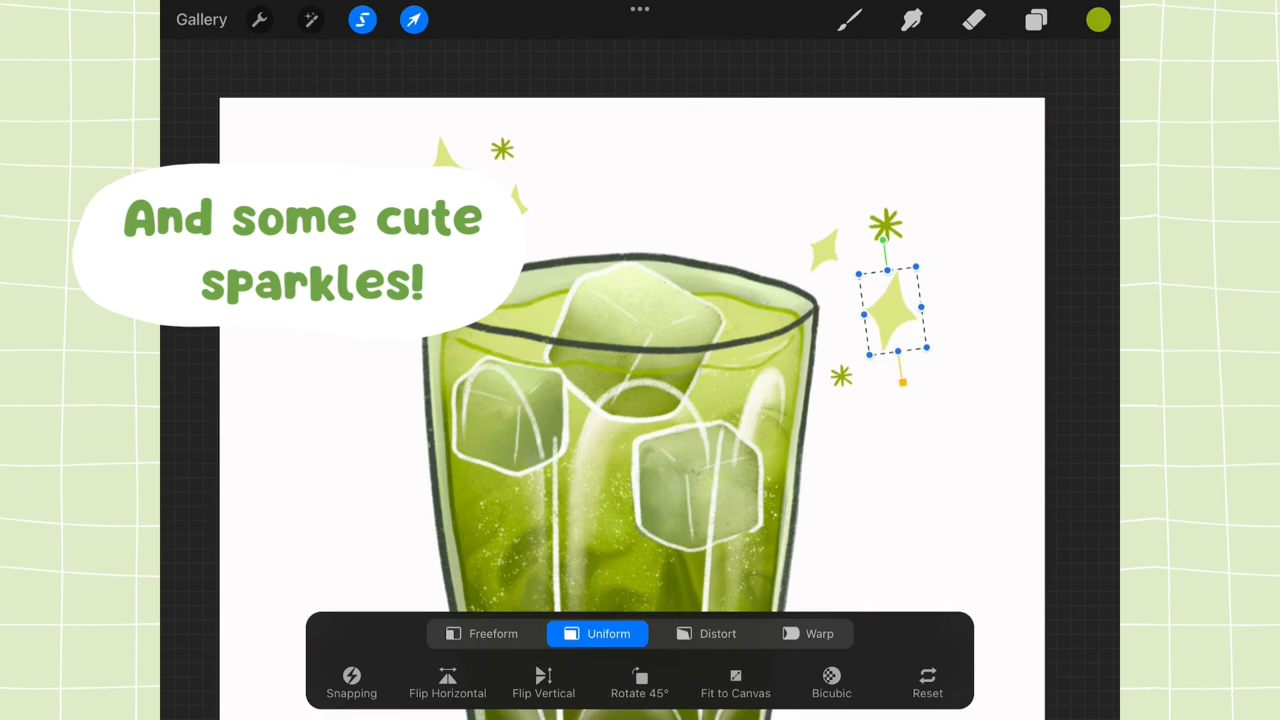 Gallery
And some cute
sparkles!
Freeform
Uniform
Distort
Warp
Snapping
Flip Horizontal
Flip Vertical
Rotate 45°
Fit to Canvas
Bicubic
Reset